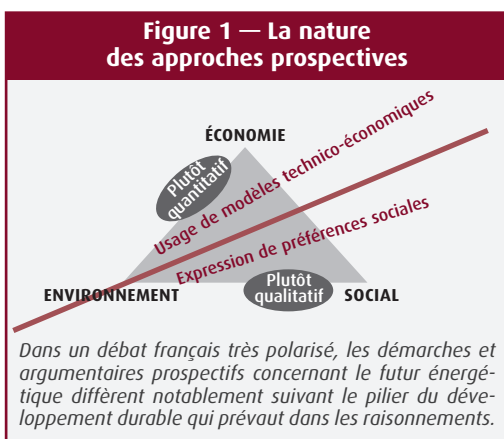 Figure 1 — La nature
des approches prospectives
ÉCONOMIE
Plutôt
quantitatif
Usage de modèles technico-économiques
Expression de préférences sociales
ENVIRONNEMENT
Plutôt
qualitatif
SOCIAL
Dans un débat français très polarisé, les démarches et
argumentaires prospectifs concernant le futur énergé-
tique diffèrent notablement suivant le pilier du déve-
loppement durable qui prévaut dans les raisonnements.